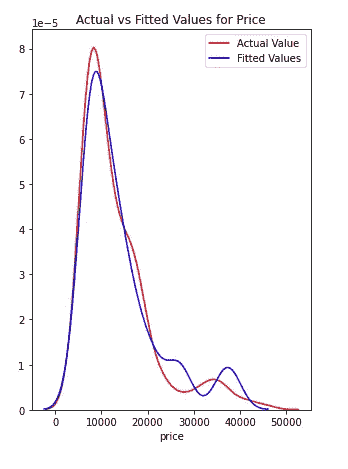 Actual vs Fitted Values for Price
1e−5
Actual Value
Fitted Values
8
7
6
5
4
3
2
1
0
0 10000 20000 30000 40000 50000
price